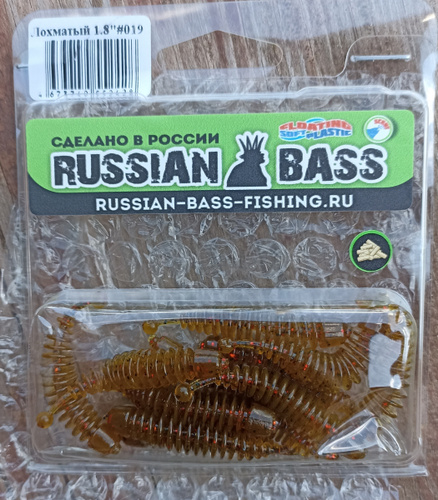 Лохматый 1.8"#019
СДЕЛАНО В РОССИИ
FLOATING
SOFT PLASTIC
RUSSIAN BASS
RUSSIAN-BASS-FISHING.RU